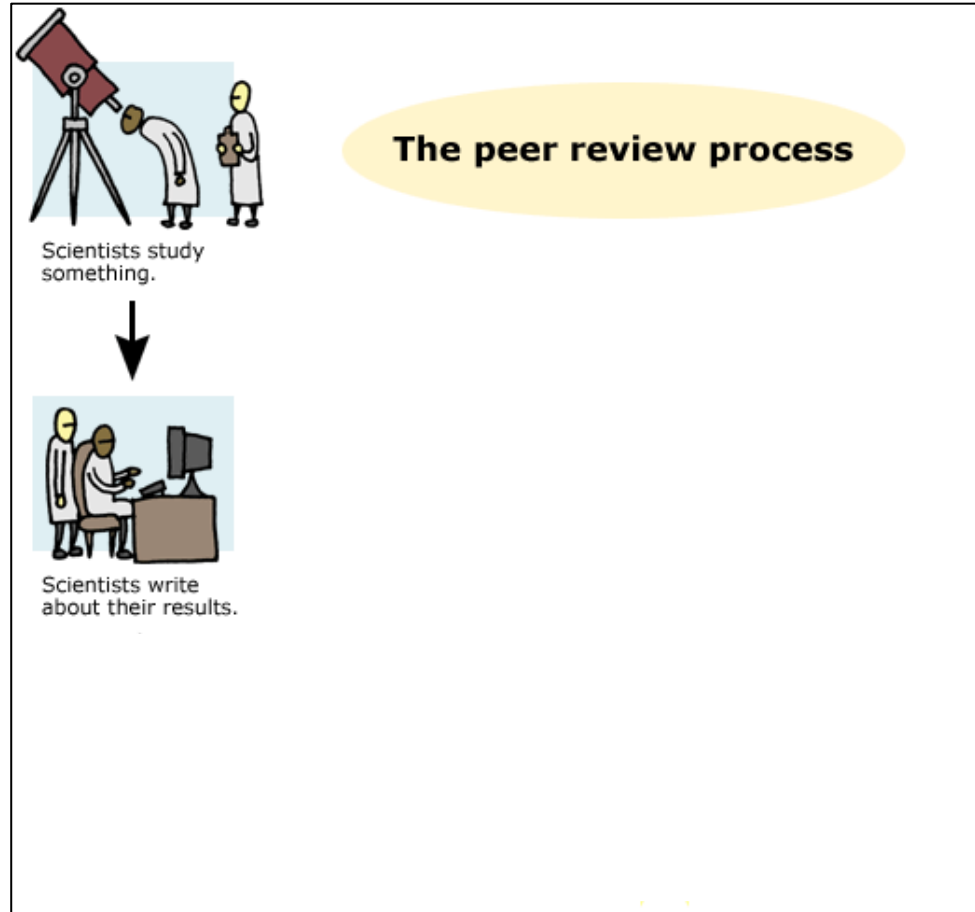 The peer review process
Scientists study
something.
Scientists write
about their results.